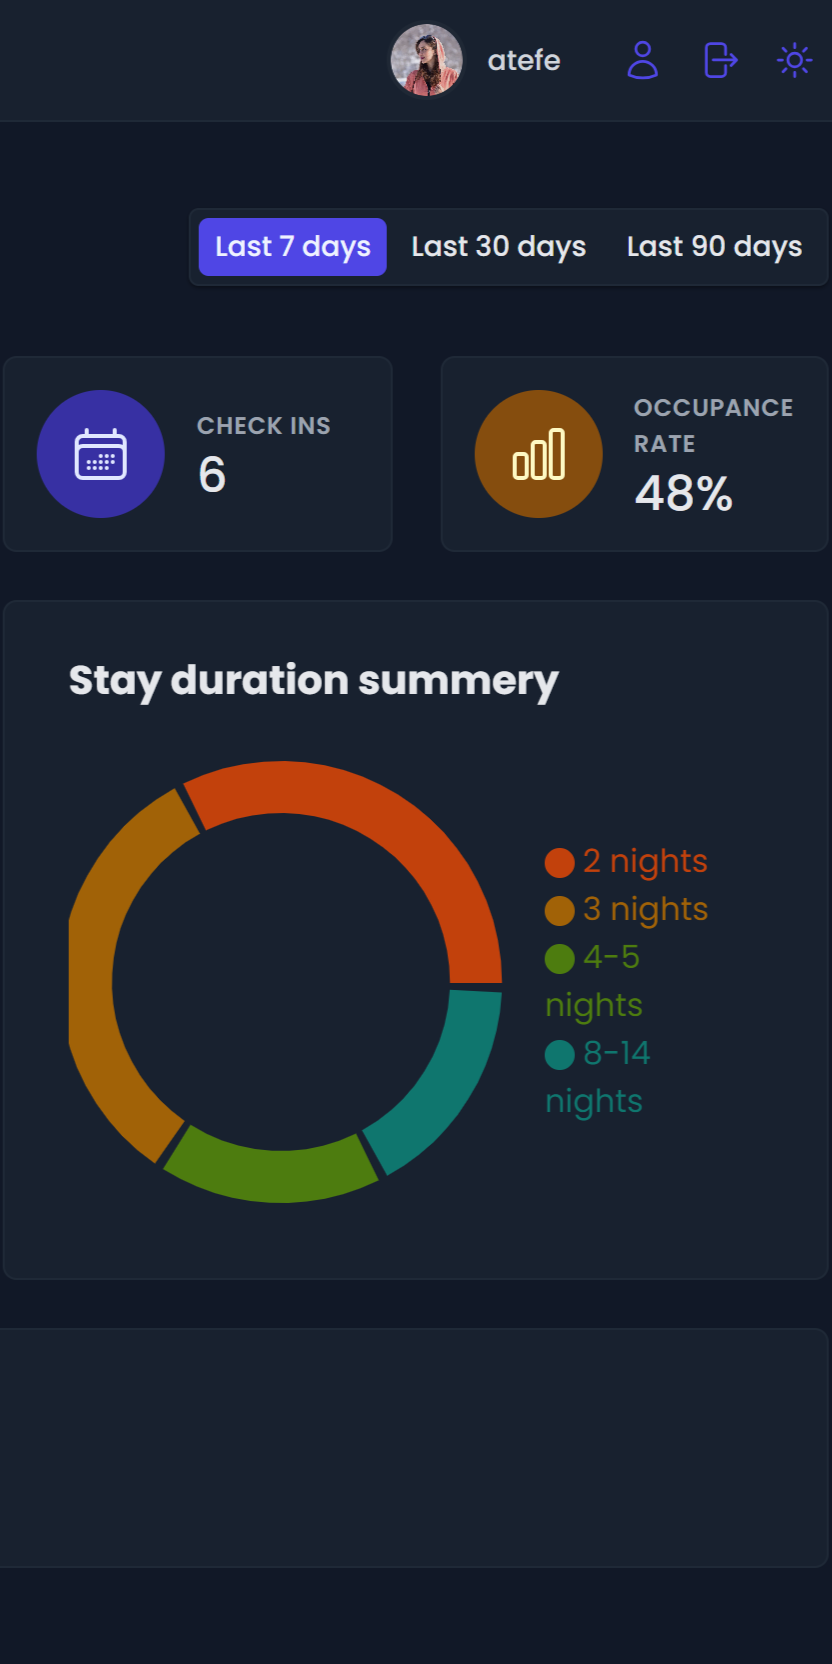 atefe
Last 7 days Last 30 days Last 90 days
CHECK INS
6
OCCUPANCE
RATE
48%
Stay duration summery
2 nights
3 nights
4-5
nights
8-14
nights